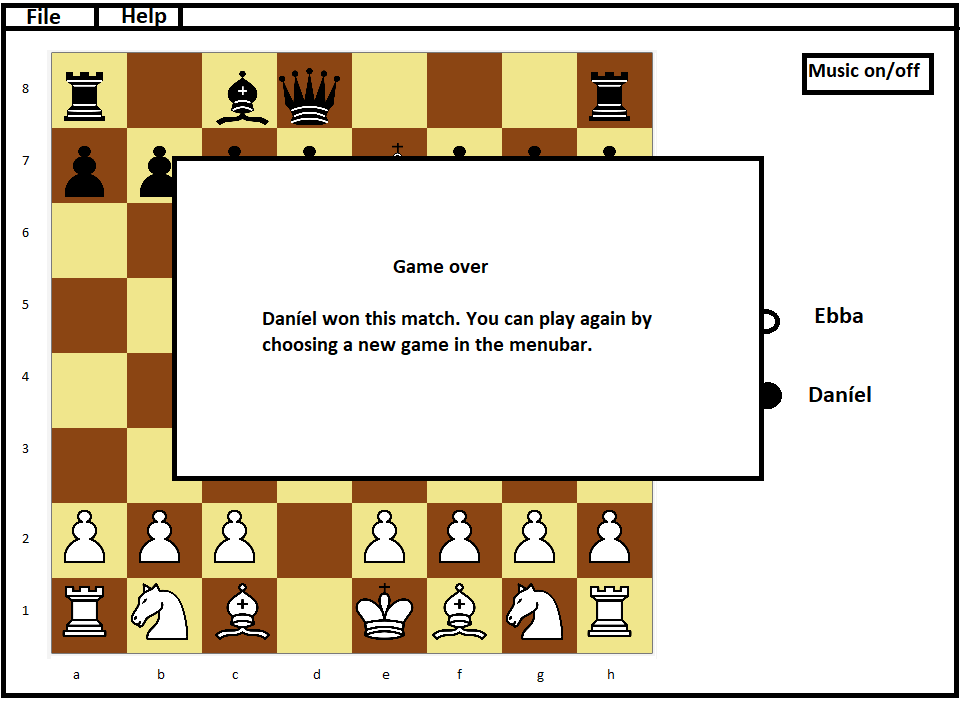 File Help
Music on/off
8
7
6
5
4
3
2
1
Game over
Daníel won this match. You can play again by
choosing a new game in the menubar.
Ebba
Daníel
a b c d e f g h